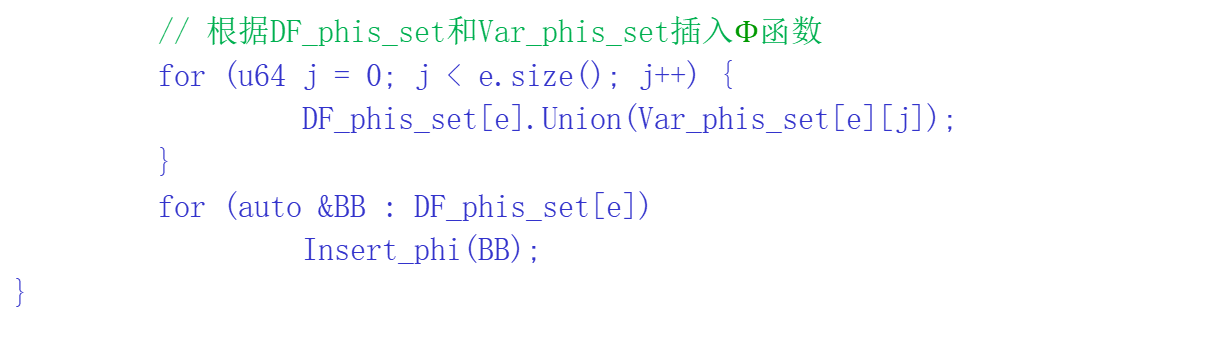 // 根据DF_phis_set和Var_phis_set插入Φ函数
for (u64 j = 0; j < e.size(); j++) {
DF_phis_set[e].Union(Var_phis_set[e][j]);
}
for (auto &BB : DF_phis_set[e])
Insert_phi(BB);
}